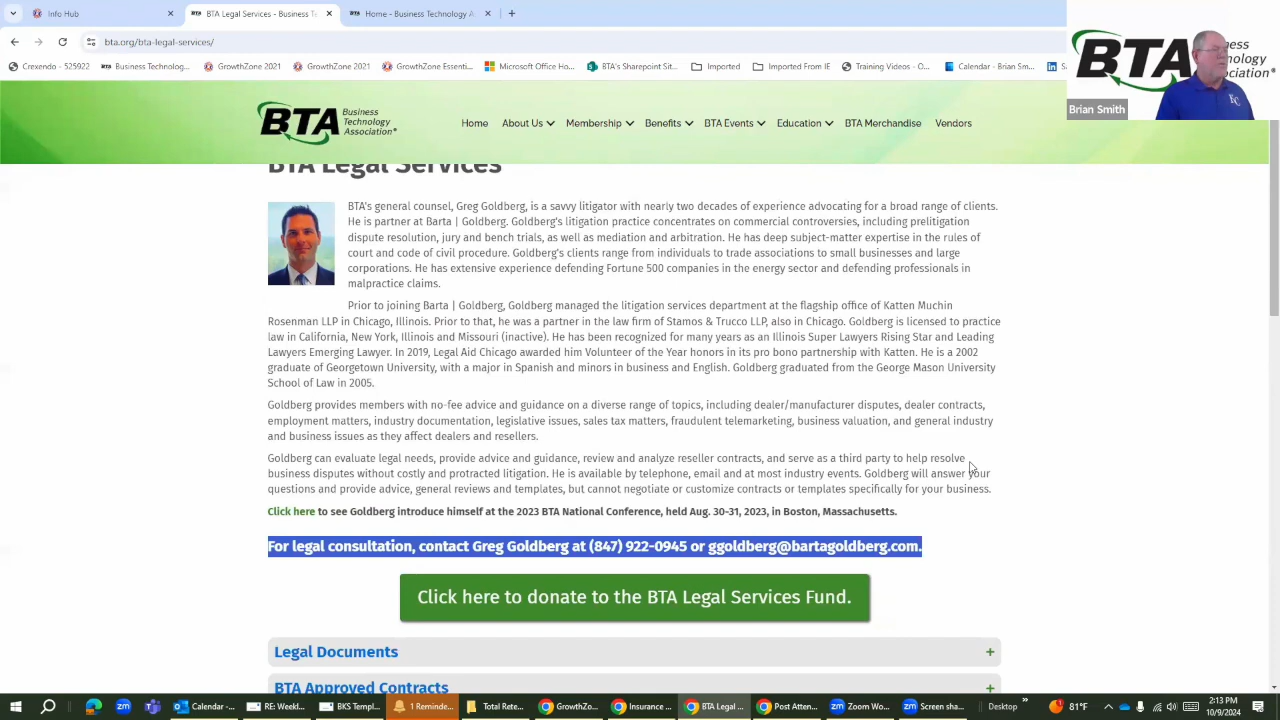 Info Hub
BTA | Business Technology A
BTA | Business Technology A
bta.org/bta-legal-services/
Crexendo - 525922
Business Technolog...
GrowthZone 2021
GrowthZone 2021
GrowthZone Essenti...
Microsoft Office Ho...
BTA's SharePoint Site
Imported
Imported From IE
Training Videos - O...
Calendar - Brian Sm...
BTA
Business
Technology
Association®
Home
About Us
Membership
Benefits
BTA Events
Education
BTA Merchandise
Vendors
BTA
ness
nology
ciation®
Brian Smith
KC
BTA Legal Services
BTA's general counsel, Greg Goldberg, is a savvy litigator with nearly two decades of experience advocating for a broad range of clients.
He is partner at Barta | Goldberg. Goldberg's litigation practice concentrates on commercial controversies, including prelitigation
dispute resolution, jury and bench trials, as well as mediation and arbitration. He has deep subject-matter expertise in the rules of
court and code of civil procedure. Goldberg's clients range from individuals to trade associations to small businesses and large
corporations. He has extensive experience defending Fortune 500 companies in the energy sector and defending professionals in
malpractice claims.
Prior to joining Barta | Goldberg, Goldberg managed the litigation services department at the flagship office of Katten Muchin
Rosenman LLP in Chicago, Illinois. Prior to that, he was a partner in the law firm of Stamos & Trucco LLP, also in Chicago. Goldberg is licensed to practice
law in California, New York, Illinois and Missouri (inactive). He has been recognized for many years as an Illinois Super Lawyers Rising Star and Leading
Lawyers Emerging Lawyer. In 2019, Legal Aid Chicago awarded him Volunteer of the Year honors in its pro bono partnership with Katten. He is a 2002
graduate of Georgetown University, with a major in Spanish and minors in business and English. Goldberg graduated from the George Mason University
School of Law in 2005.
Goldberg provides members with no-fee advice and guidance on a diverse range of topics, including dealer/manufacturer disputes, dealer contracts,
employment matters, industry documentation, legislative issues, sales tax matters, fraudulent telemarketing, business valuation, and general industry
and business issues as they affect dealers and resellers.
Goldberg can evaluate legal needs, provide advice and guidance, review and analyze reseller contracts, and serve as a third party to help resolve
business disputes without costly and protracted litigation. He is available by telephone, email and at most industry events. Goldberg will answer your
questions and provide advice, general reviews and templates, but cannot negotiate or customize contracts or templates specifically for your business.
Click here to see Goldberg introduce himself at the 2023 BTA National Conference, held Aug. 30-31, 2023, in Boston, Massachusetts.
For legal consultation, contact Greg Goldberg at (847) 922-0945 or ggoldberg@bartagoldberg.com.
Click here to donate to the BTA Legal Services Fund.
Legal Documents
+
BTA Approved Contracts
+
Calendar -...
RE: Weekl...
BKS Templ...
1 Reminde...
Total Rate...
GrowthZo...
Insurance ...
BTA Legal ...
Post Atten...
Zoom Wo...
Screen sha...
Desktop
81°F
2:13 PM
10/9/2024